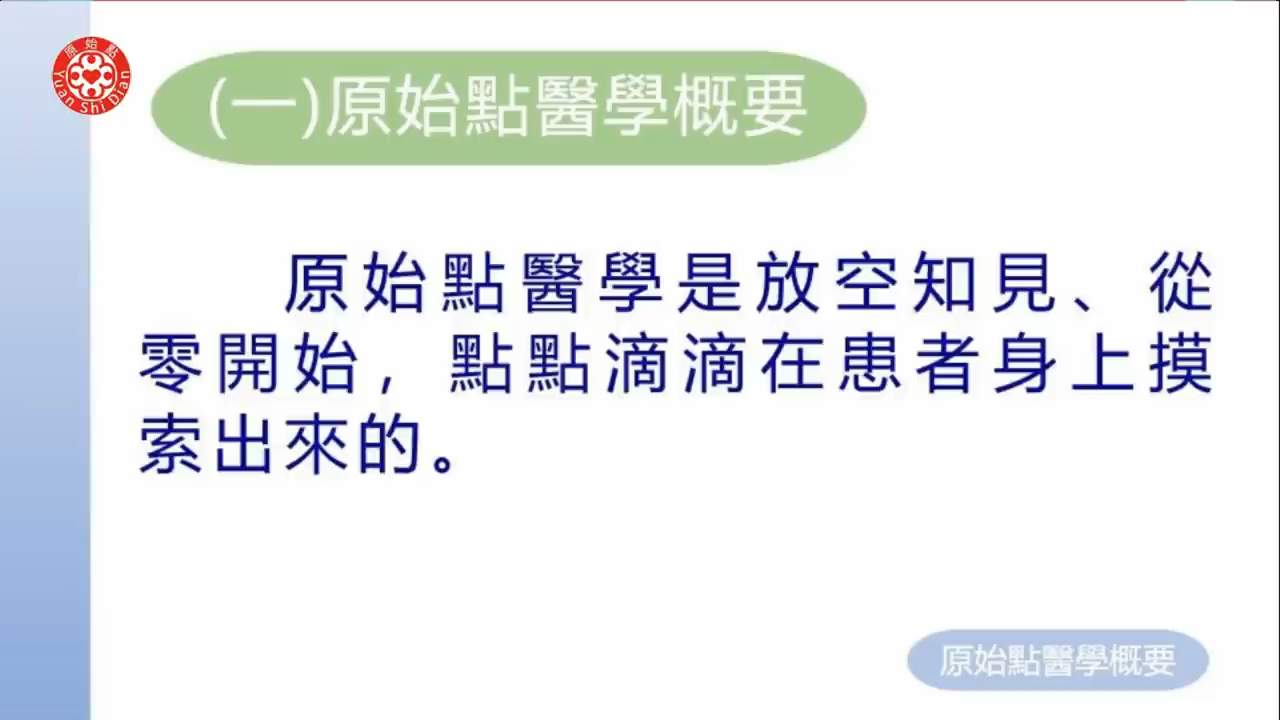 原始點
Yuan Shi Dian
(一)原始點醫學概要
原始點醫學是放空知見、從
零開始，點點滴滴在患者身上摸
索出來的。
原始點醫學概要